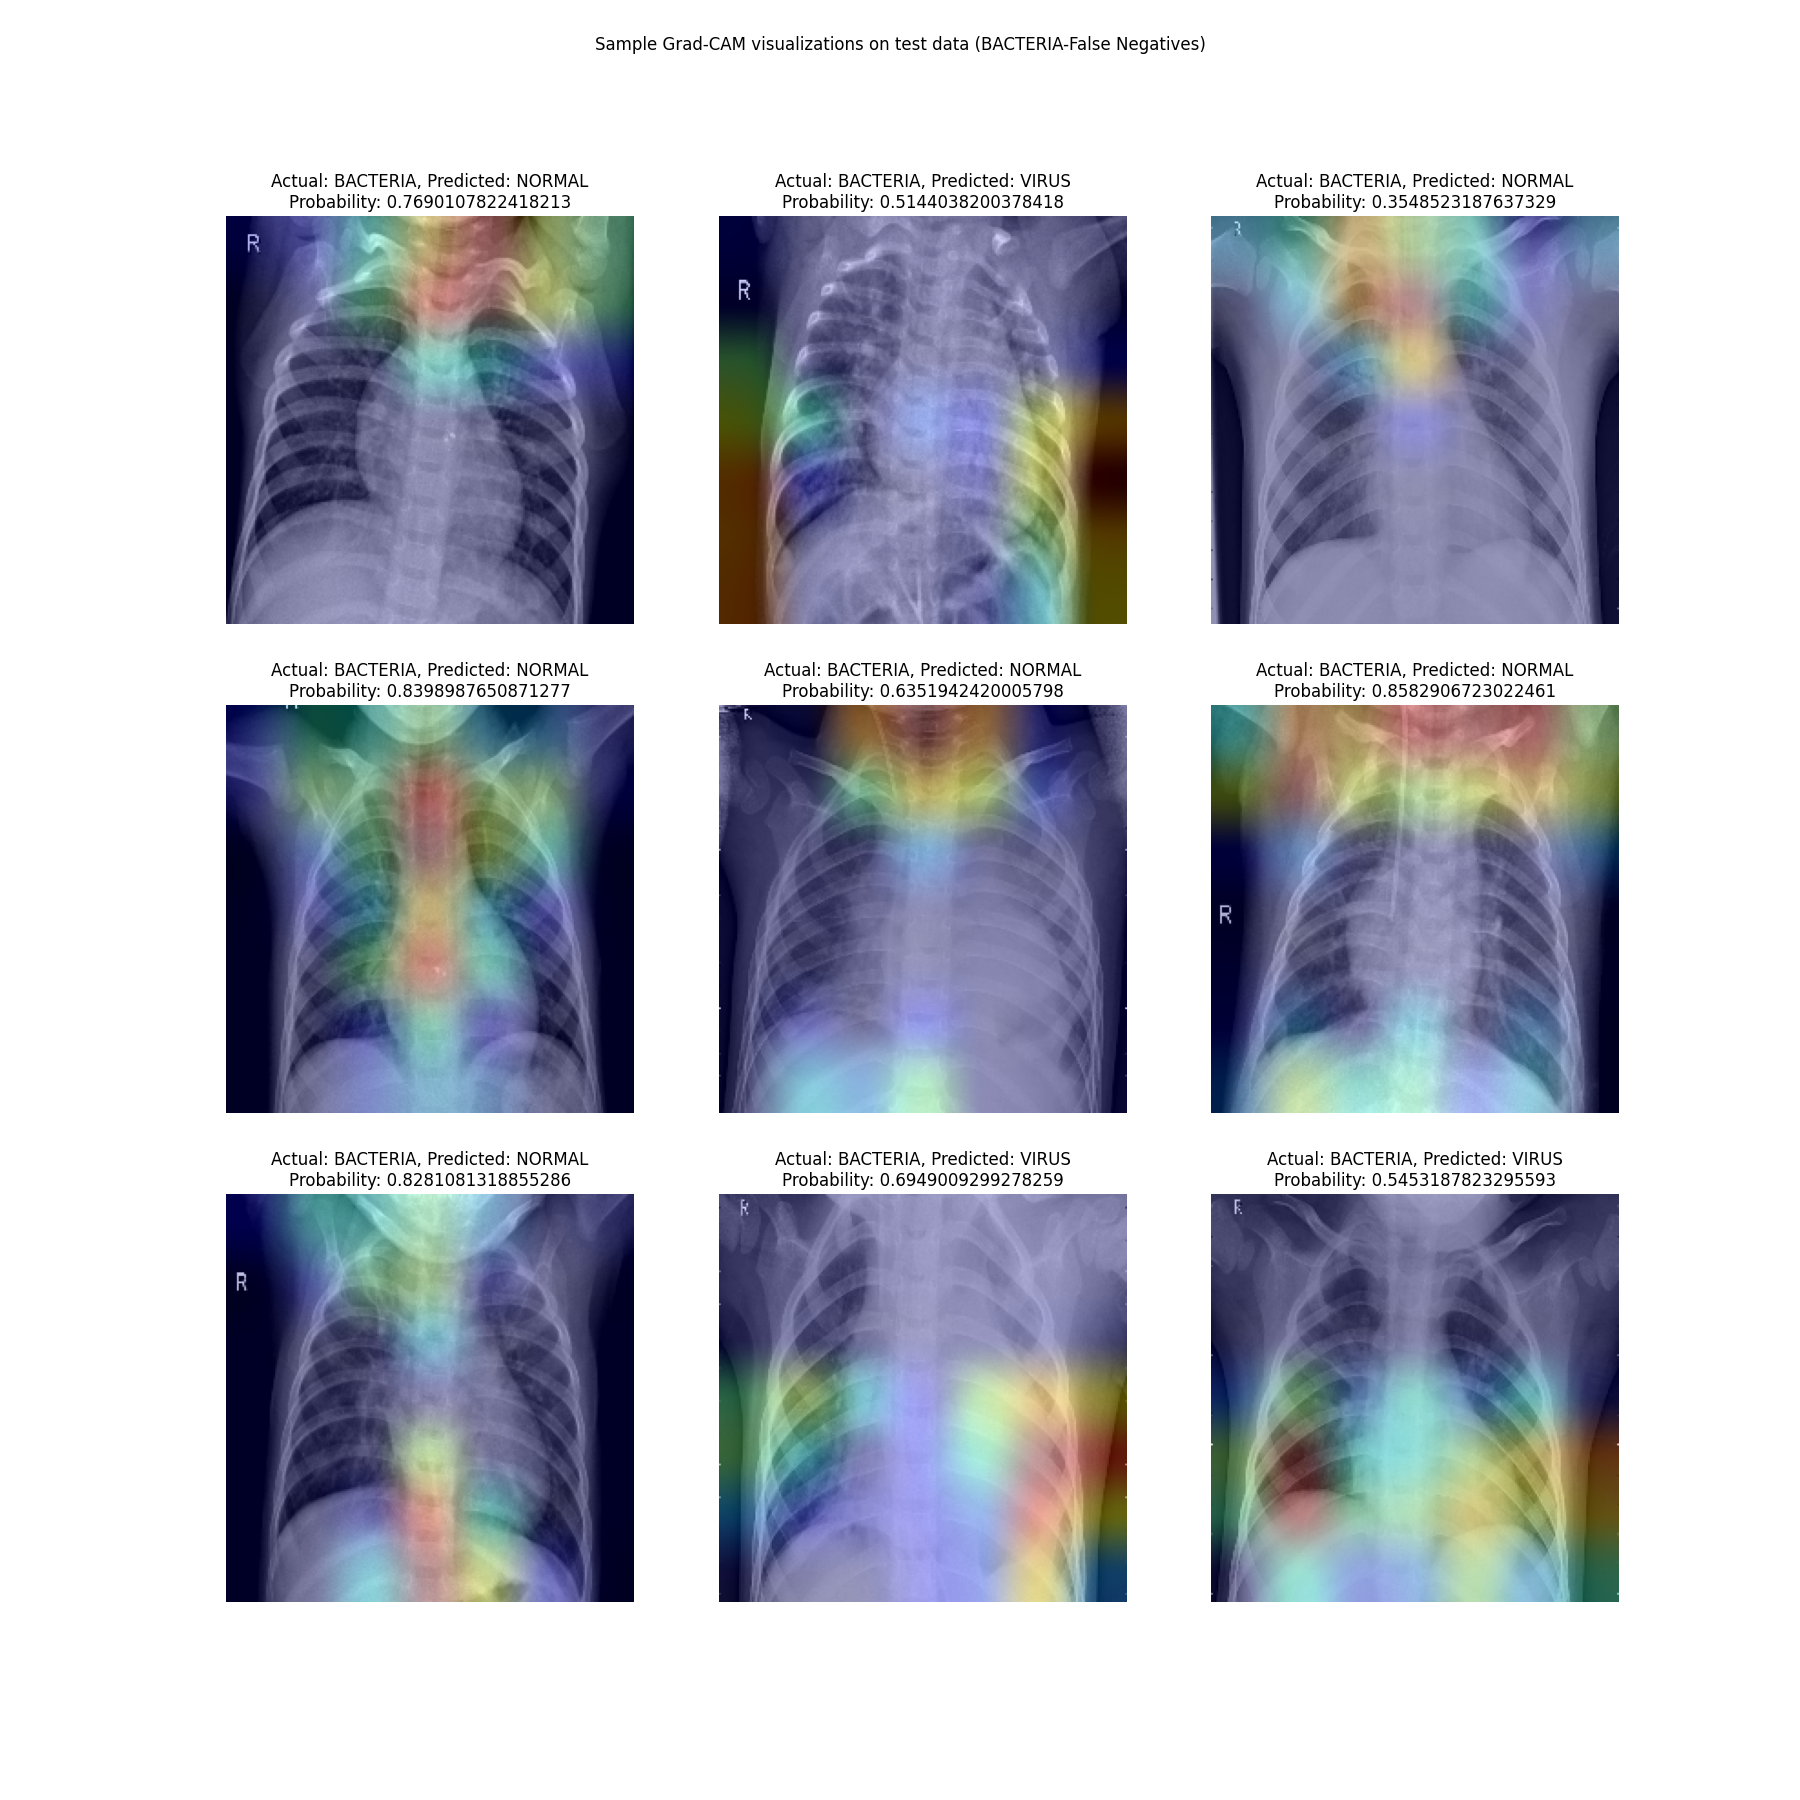 Sample Grad-CAM visualizations on test data (BACTERIA-False Negatives)
Actual: BACTERIA, Predicted: NORMAL
Probability: 0.7690107822418213
R
Actual: BACTERIA, Predicted: VIRUS
Probability: 0.5144038200378418
R
Actual: BACTERIA, Predicted: NORMAL
Probability: 0.3548523187637329
R
Actual: BACTERIA, Predicted: NORMAL
Probability: 0.8398987650871277
Actual: BACTERIA, Predicted: NORMAL
Probability: 0.6351942420005798
R
Actual: BACTERIA, Predicted: NORMAL
Probability: 0.8582906723022461
R
Actual: BACTERIA, Predicted: NORMAL
Probability: 0.8281081318855286
R
Actual: BACTERIA, Predicted: VIRUS
Probability: 0.6949009299278259
R
Actual: BACTERIA, Predicted: VIRUS
Probability: 0.5453187823295593
R